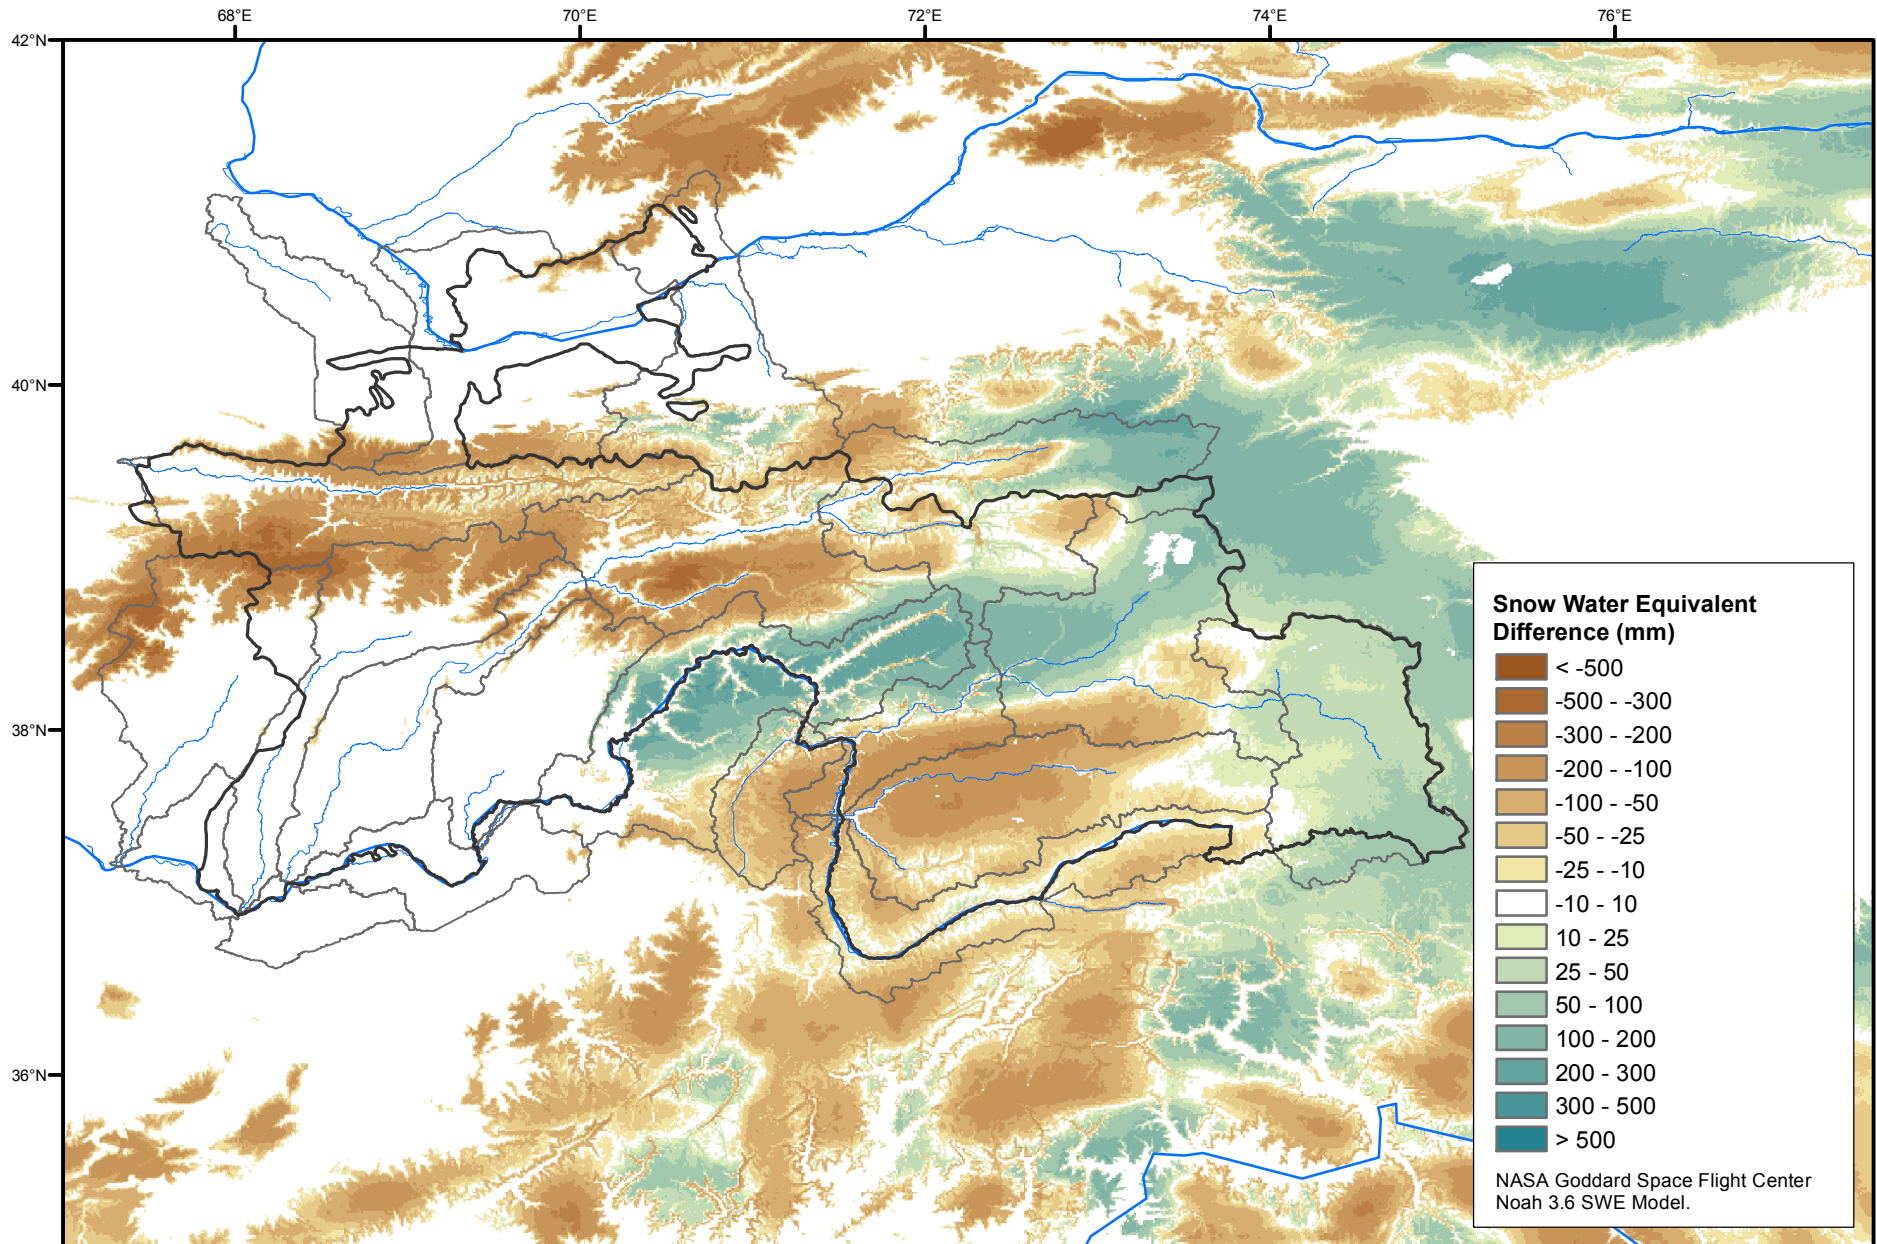 68°E 70°E 72°E 74°E 76°E
42°N
40°N
38°N
36°N
Snow Water Equivalent
Difference (mm)
< -500
-500 - -300
-300 - -200
-200 - -100
-100 - -50
-50 - -25
-25 - -10
-10 - 10
10 - 25
25 - 50
50 - 100
100 - 200
200 - 300
300 - 500
> 500
NASA Goddard Space Flight Center
Noah 3.6 SWE Model.